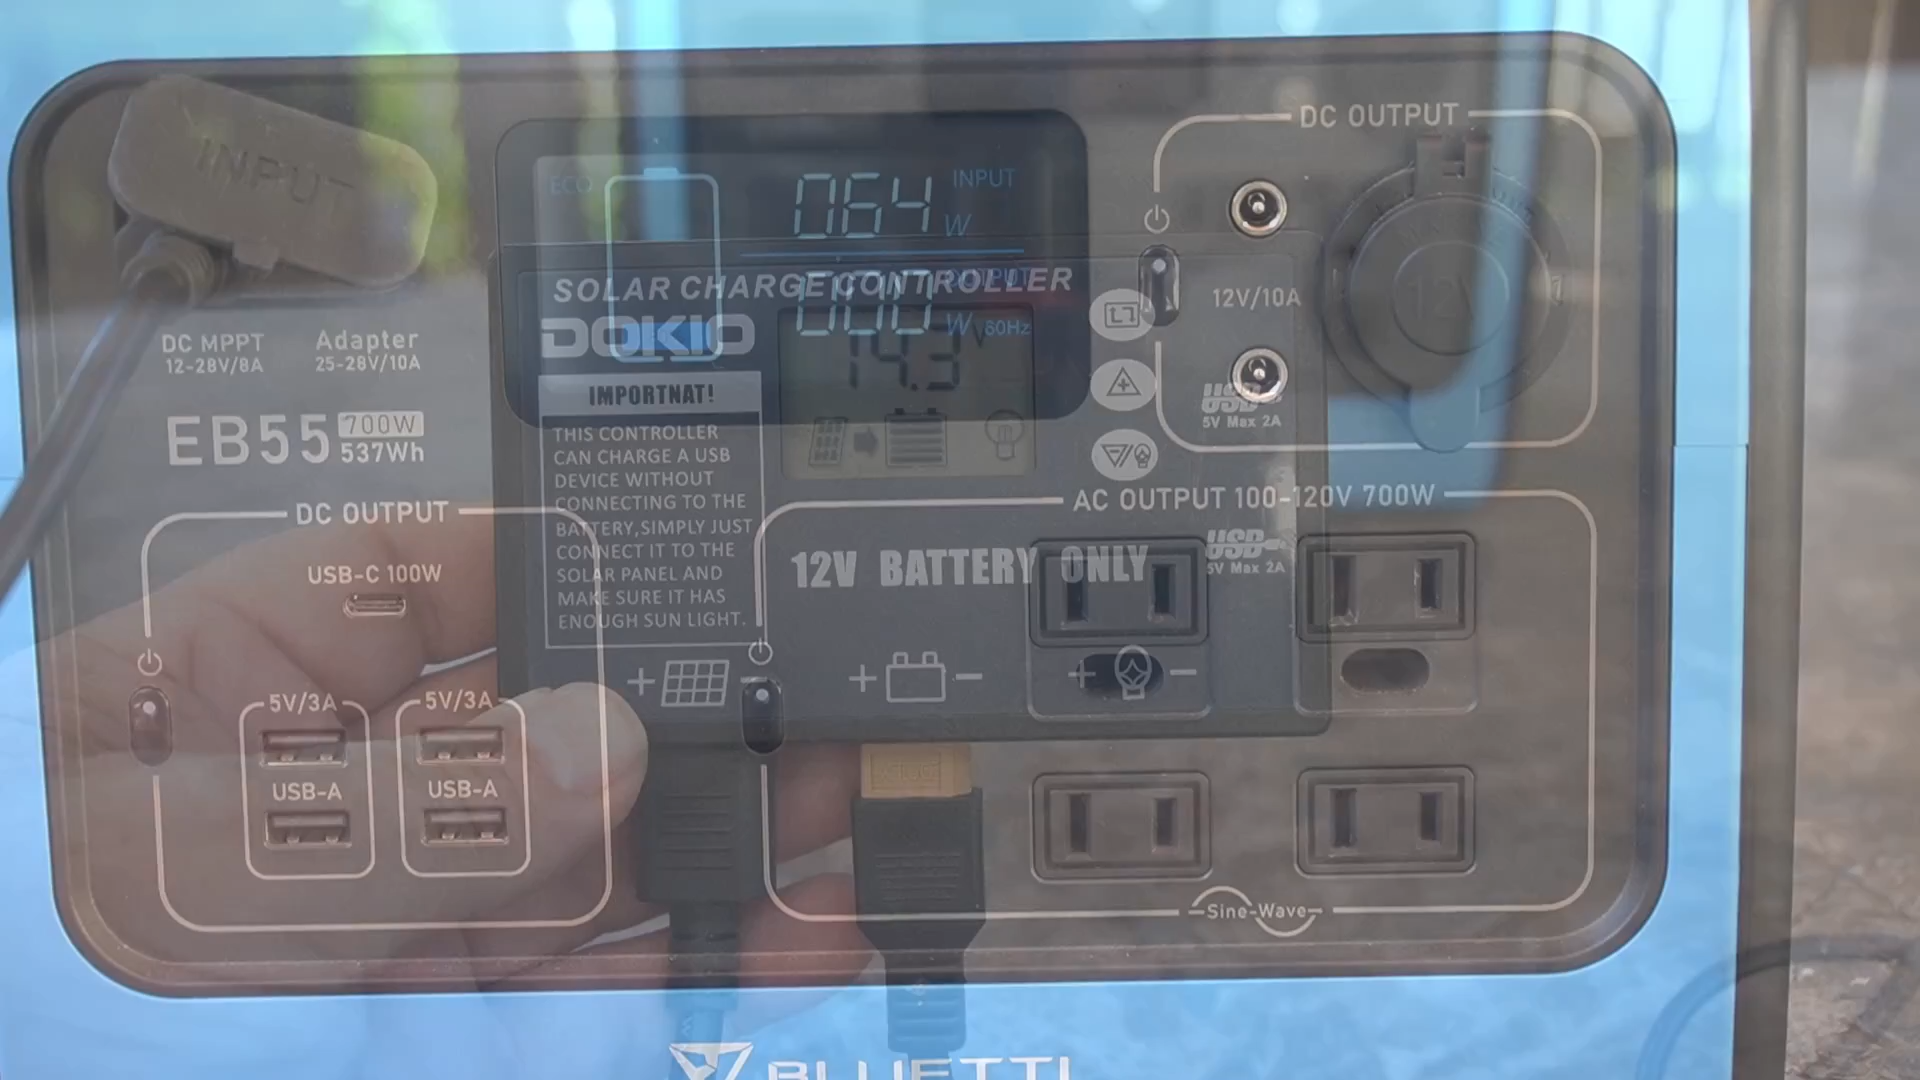 INPUT
DC OUTPUT
ECO
064
INPUT
W
000
OUTPUT
W 60Hz
SOLAR CHARGE CONTROLLER
DOKIO
14.3 V
IMPORTNAT!
THIS CONTROLLER
CAN CHARGE A USB
DEVICE WITHOUT
CONNECTING TO THE
BATTERY,SIMPLY JUST
CONNECT IT TO THE
SOLAR PANEL AND
MAKE SURE IT HAS
ENOUGH SUN LIGHT.
12V BATTERY ONLY
+ −
+ −
+ −
USB
5V Max 2A
USB
5V Max 2A
12V/10A
12V
DC MPPT
12-28V/8A
Adapter
25-28V/10A
EB55
700W
537Wh
DC OUTPUT
USB-C 100W
5V/3A
5V/3A
USB-A
USB-A
AC OUTPUT 100-120V 700W
Sine-Wave
BLUETTI